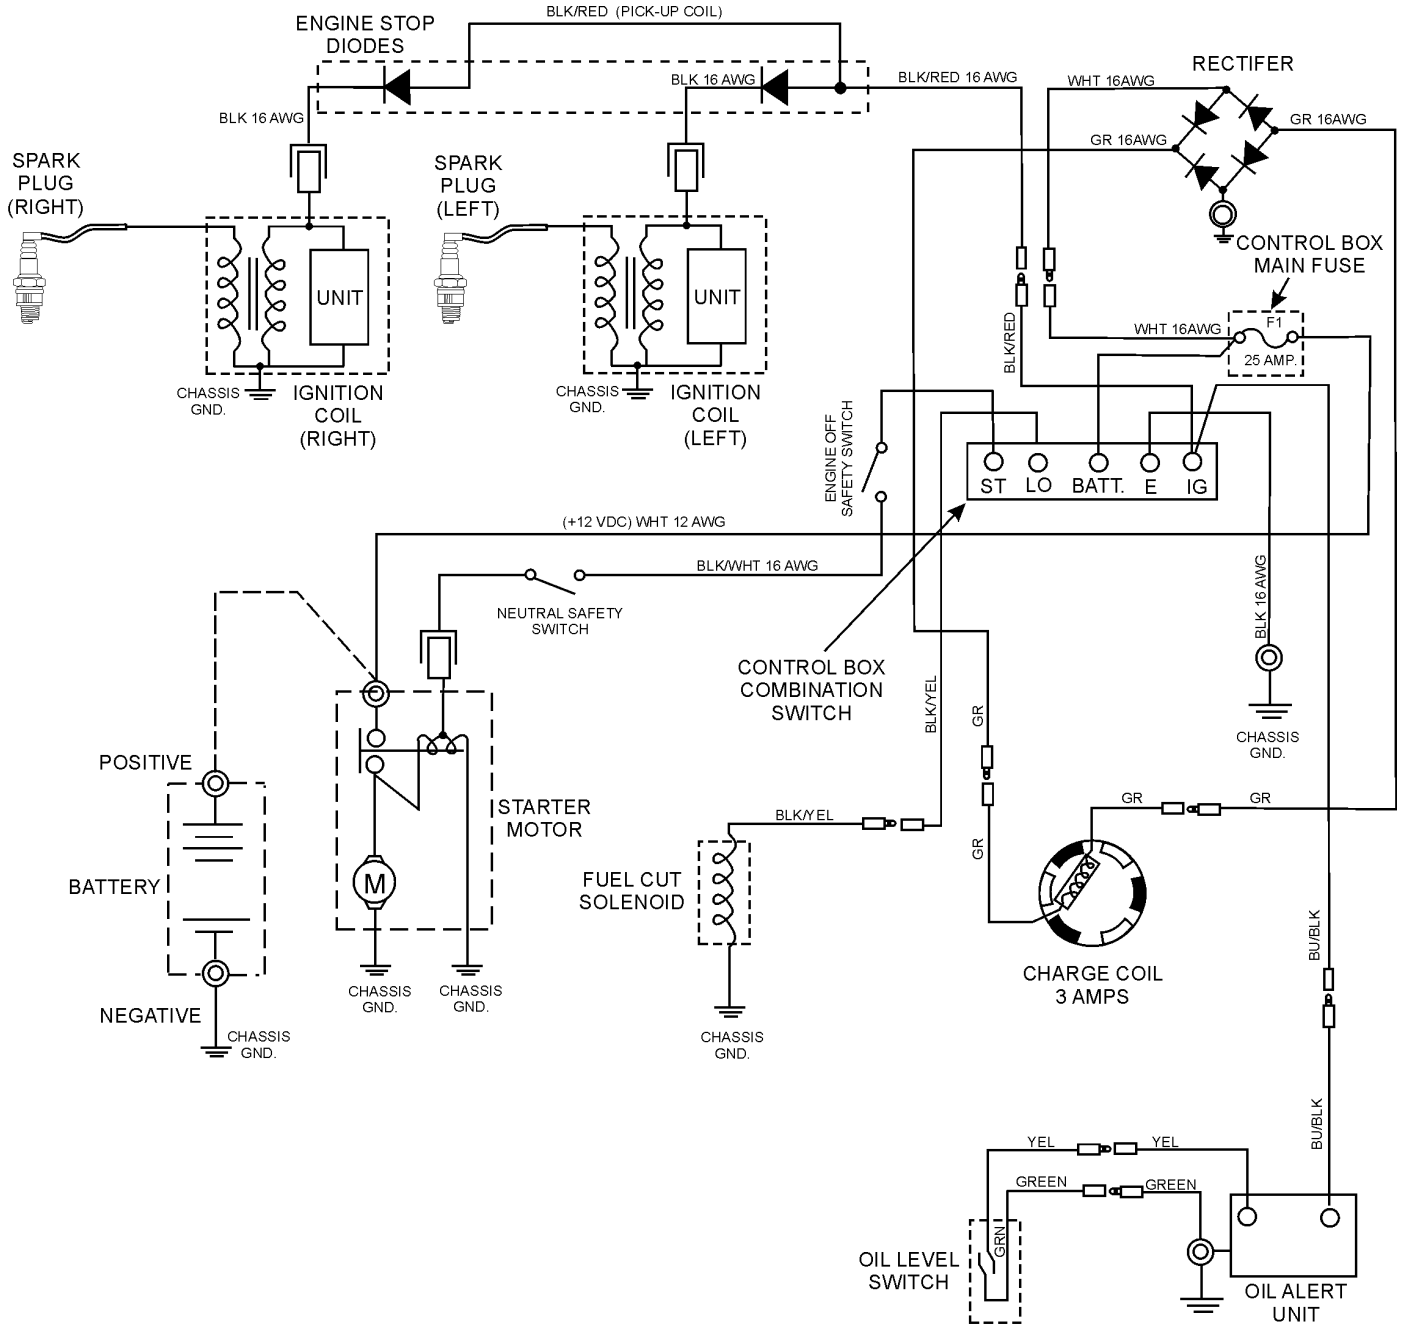 BLK/RED (PICK-UP COIL)
ENGINE STOP
DIODES
BLK 16 AWG
BLK/RED 16 AWG
WHT 16AWG
RECTIFER
GR 16AWG
BLK 16 AWG
GR 16AWG
SPARK
PLUG
(RIGHT)
SPARK
PLUG
(LEFT)
CONTROL BOX
MAIN FUSE
UNIT
UNIT
BLK/RED
WHT 16AWG
F1
25 AMP.
CHASSIS
GND.
IGNITION
COIL
(RIGHT)
CHASSIS
GND.
IGNITION
COIL
(LEFT)
ENGINE OFF
SAFETY SWITCH
ST
LO
BATT.
E
IG
(+12 VDC) WHT 12 AWG
BLK/WHT 16 AWG
NEUTRAL SAFETY
SWITCH
BLK 16 AWG
CONTROL BOX
COMBINATION
SWITCH
BLK/YEL
GR
CHASSIS
GND.
POSITIVE
STARTER
MOTOR
BLK/YEL
GR
GR
GR
BATTERY
M
FUEL CUT
SOLENOID
BU/BLK
CHARGE COIL
3 AMPS
CHASSIS
GND.
CHASSIS
GND.
NEGATIVE
CHASSIS
GND.
CHASSIS
GND.
BU/BLK
YEL
YEL
GREEN
GREEN
GRN
OIL LEVEL
SWITCH
OIL ALERT
UNIT